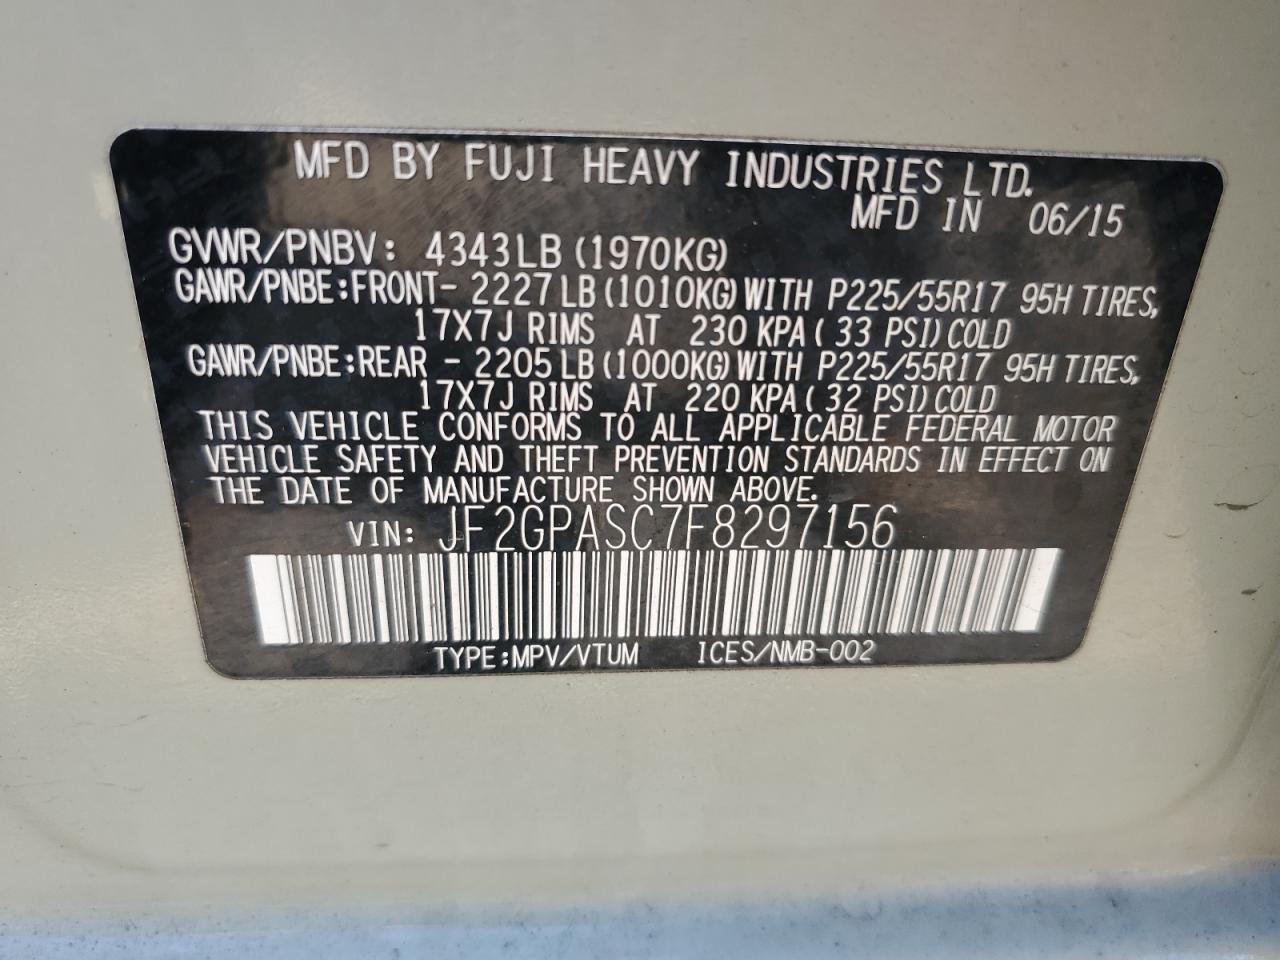 MFD BY FUJI HEAVY INDUSTRIES LTD.
MFD IN 06/15
GVWR/PNBV: 4343LB (1970KG)
GAWR/PNBE:FRONT- 2227LB(1010KG)WITH P225/55R17 95H TIRES,
17X7J RIMS AT 230 KPA( 33 PSI)COLD
GAWR/PNBE:REAR - 2205LB(1000KG)WITH P225/55R17 95H TIRES,
17X7J RIMS AT 220 KPA( 32 PSI)COLD
THIS VEHICLE CONFORMS TO ALL APPLICABLE FEDERAL MOTOR
VEHICLE SAFETY AND THEFT PREVENTION STANDARDS IN EFFECT ON
THE DATE OF MANUFACTURE SHOWN ABOVE.
VIN: JF2GPASC7F8297156
TYPE:MPV/VTUM ICES/NMB-002